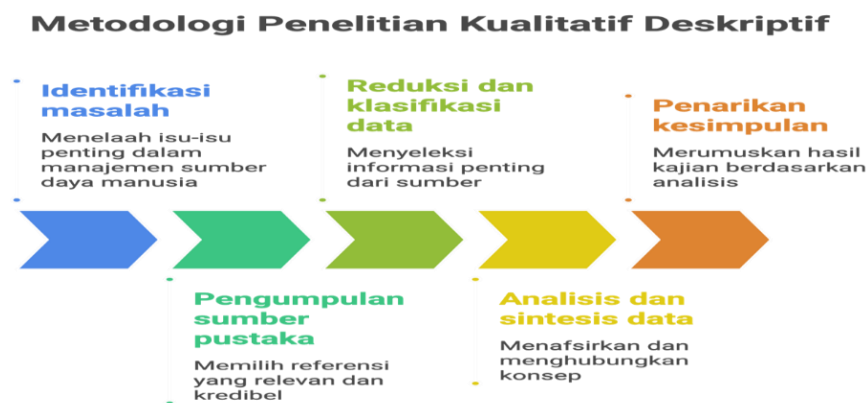 Metodologi Penelitian Kualitatif Deskriptif
Identifikasi
masalah
Menelaah isu-isu
penting dalam
manajemen sumber
daya manusia
Pengumpulan
sumber
pustaka
Memilih referensi
yang relevan dan
kredibel
Reduksi dan
klasifikasi
data
Menyeleksi
informasi penting
dari sumber
Analisis dan
sintesis data
Menafsirkan dan
menghubungkan
konsep
Penarikan
kesimpulan
Merumuskan hasil
kajian berdasarkan
analisis